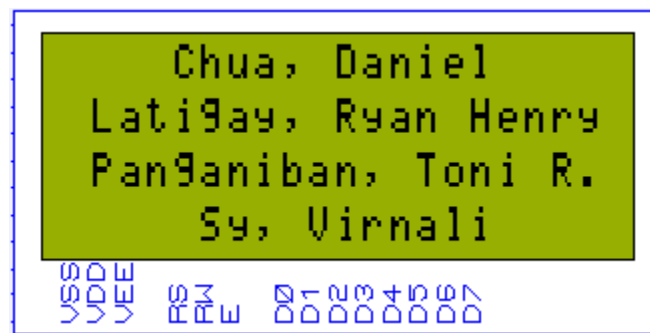 Chua, Daniel
Latigay, Ryan Henry
Panganiban, Toni R.
Sy, Virnali
VSS
VDD
VEE
RS
RW
E
D0
D1
D2
D3
D4
D5
D6
D7